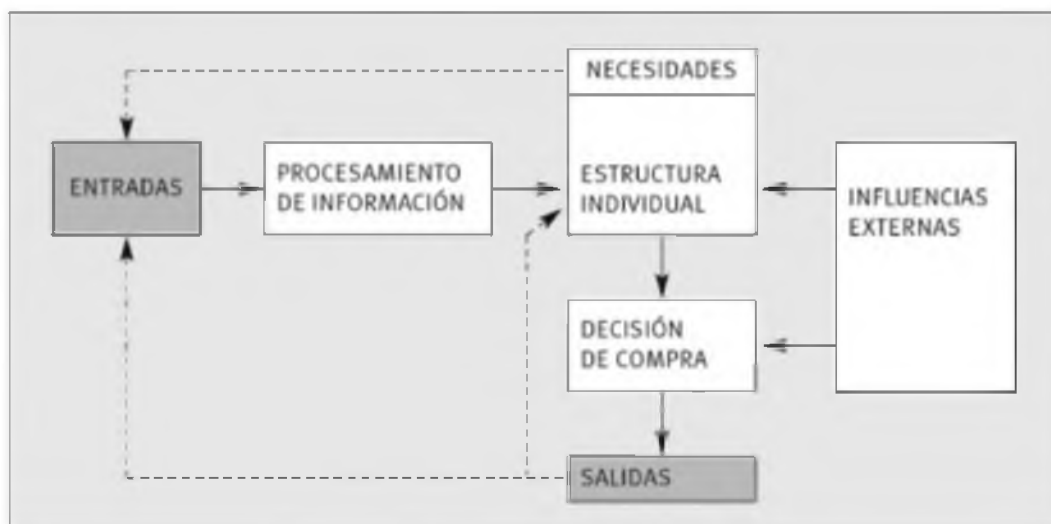 NECESIDADES
ENTRADAS
PROCESAMIENTO
DE INFORMACIÓN
ESTRUCTURA
INDIVIDUAL
INFLUENCIAS
EXTERNAS
DECISIÓN
DE COMPRA
SALIDAS